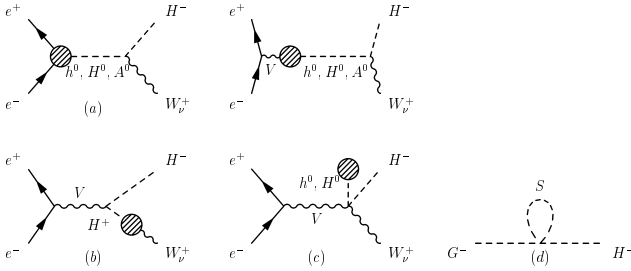 e⁺ H⁻ e⁺ H⁻
h⁰, H⁰, A⁰ V h⁰, H⁰, A⁰
e⁻ (a) W⁺ν e⁻ W⁺ν
e⁺ H⁻ e⁺ H⁻
V h⁰, H⁰ S
H⁺ V
e⁻ (b) W⁺ν e⁻ (c) W⁺ν G⁻ (d) H⁻